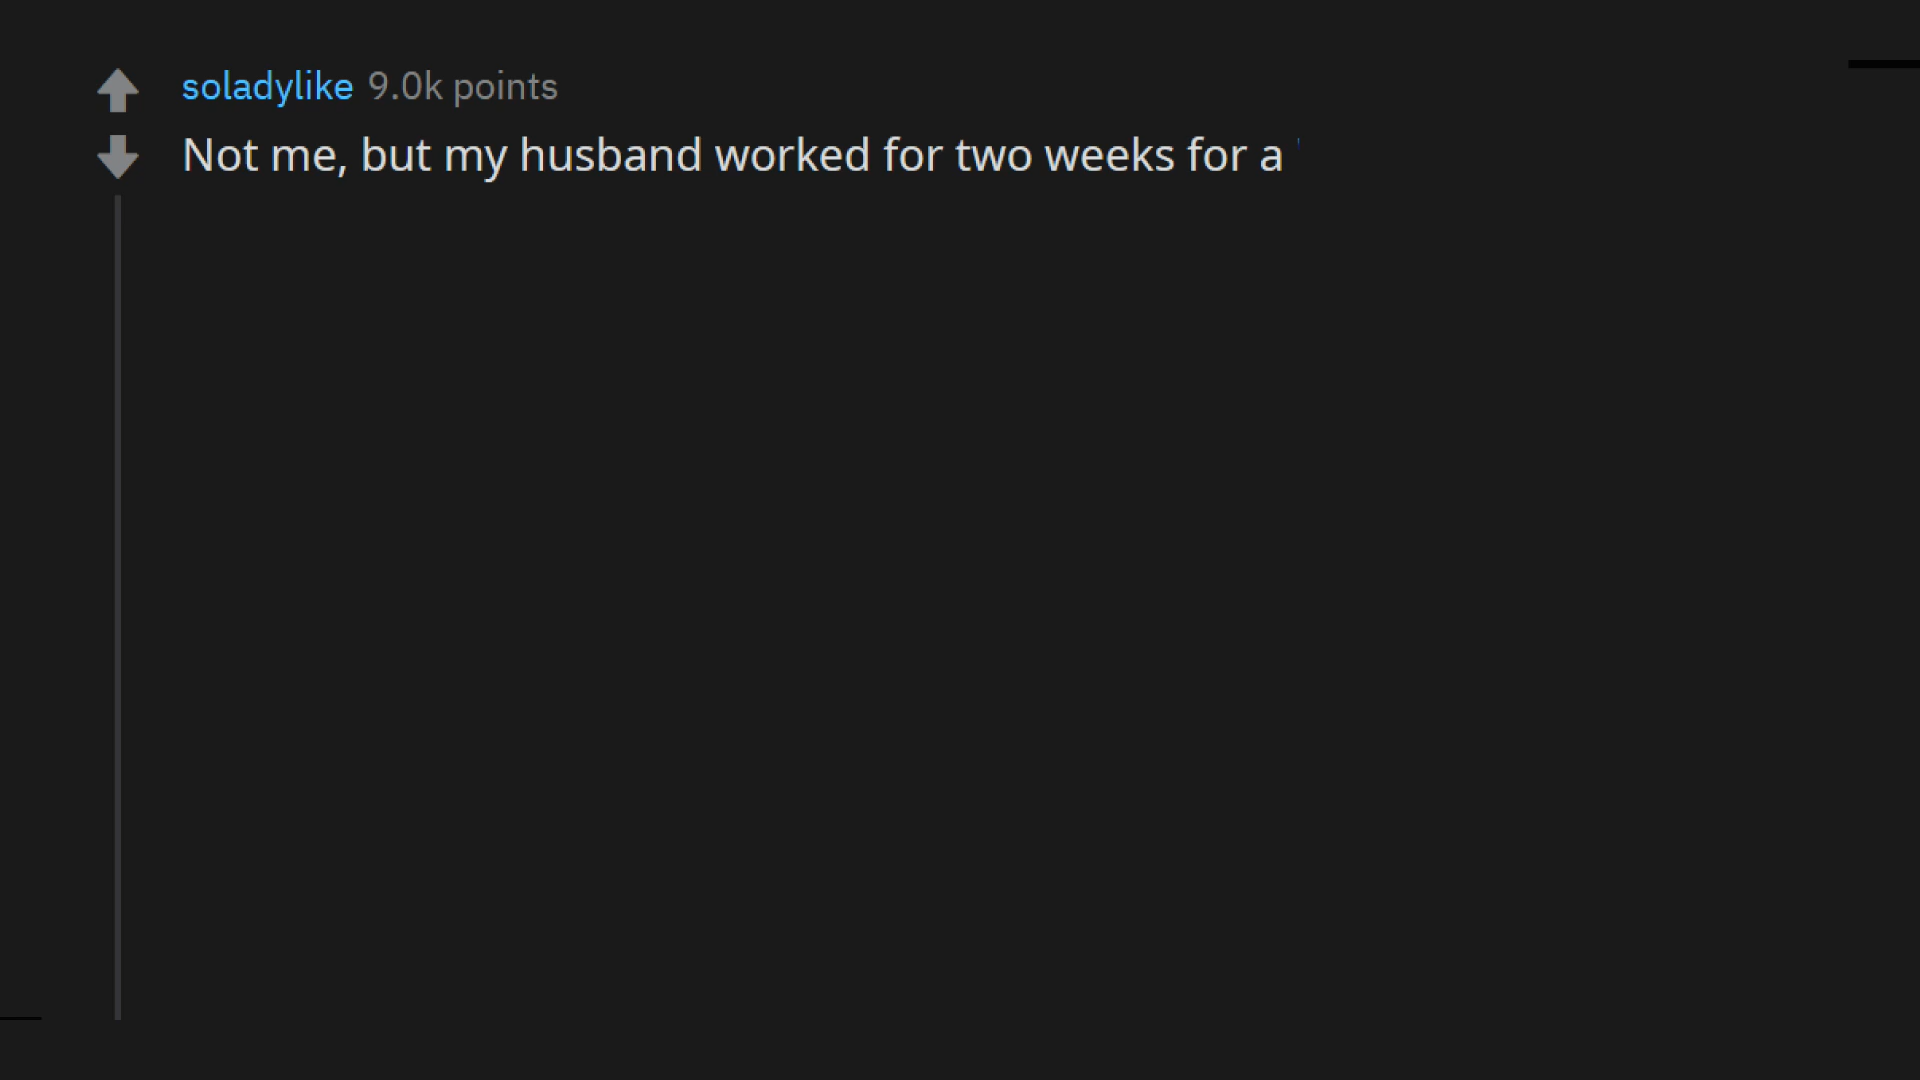 soladylike 9.0k points
Not me, but my husband worked for two weeks for a